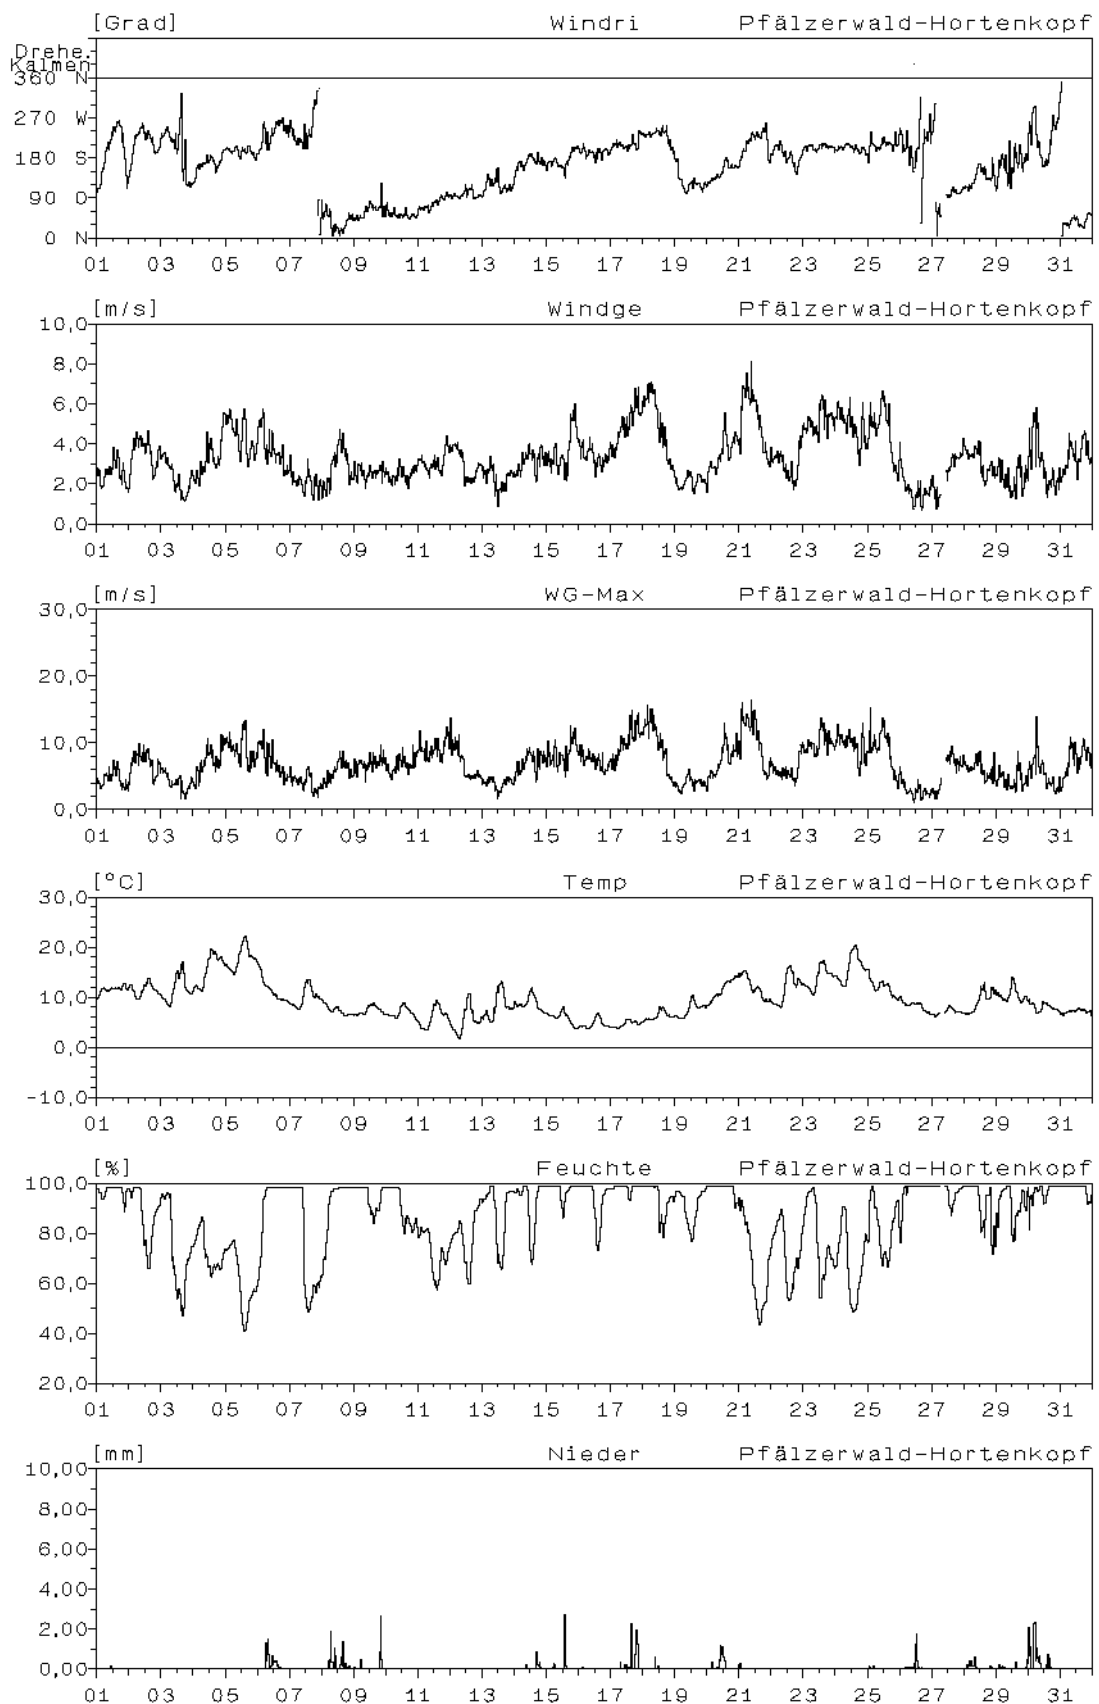 [Grad] Windri Pfälzerwald-Hortenkopf
Drehe.
Kalmen
360 N
270 W
180 S
90 O
0 N
01 03 05 07 09 11 13 15 17 19 21 23 25 27 29 31
[m/s] Windge Pfälzerwald-Hortenkopf
10,0
8,0
6,0
4,0
2,0
0,0
01 03 05 07 09 11 13 15 17 19 21 23 25 27 29 31
[m/s] WG-Max Pfälzerwald-Hortenkopf
30,0
20,0
10,0
0,0
01 03 05 07 09 11 13 15 17 19 21 23 25 27 29 31
[°C] Temp Pfälzerwald-Hortenkopf
30,0
20,0
10,0
0,0
-10,0
01 03 05 07 09 11 13 15 17 19 21 23 25 27 29 31
[%] Feuchte Pfälzerwald-Hortenkopf
100,0
80,0
60,0
40,0
20,0
01 03 05 07 09 11 13 15 17 19 21 23 25 27 29 31
[mm] Nieder Pfälzerwald-Hortenkopf
10,00
8,00
6,00
4,00
2,00
0,00
01 03 05 07 09 11 13 15 17 19 21 23 25 27 29 31